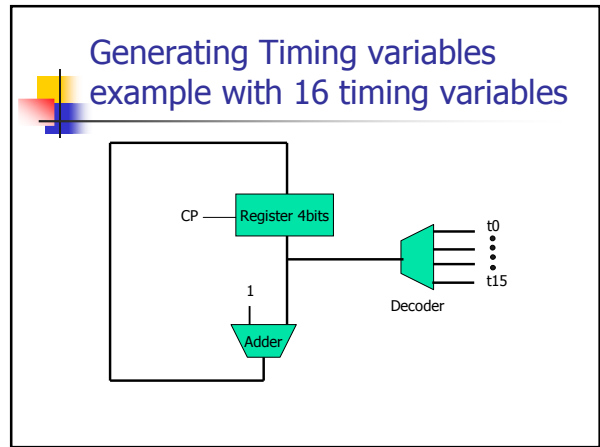 Generating Timing variables
example with 16 timing variables
CP
Register 4bits
t0
t15
Decoder
1
Adder